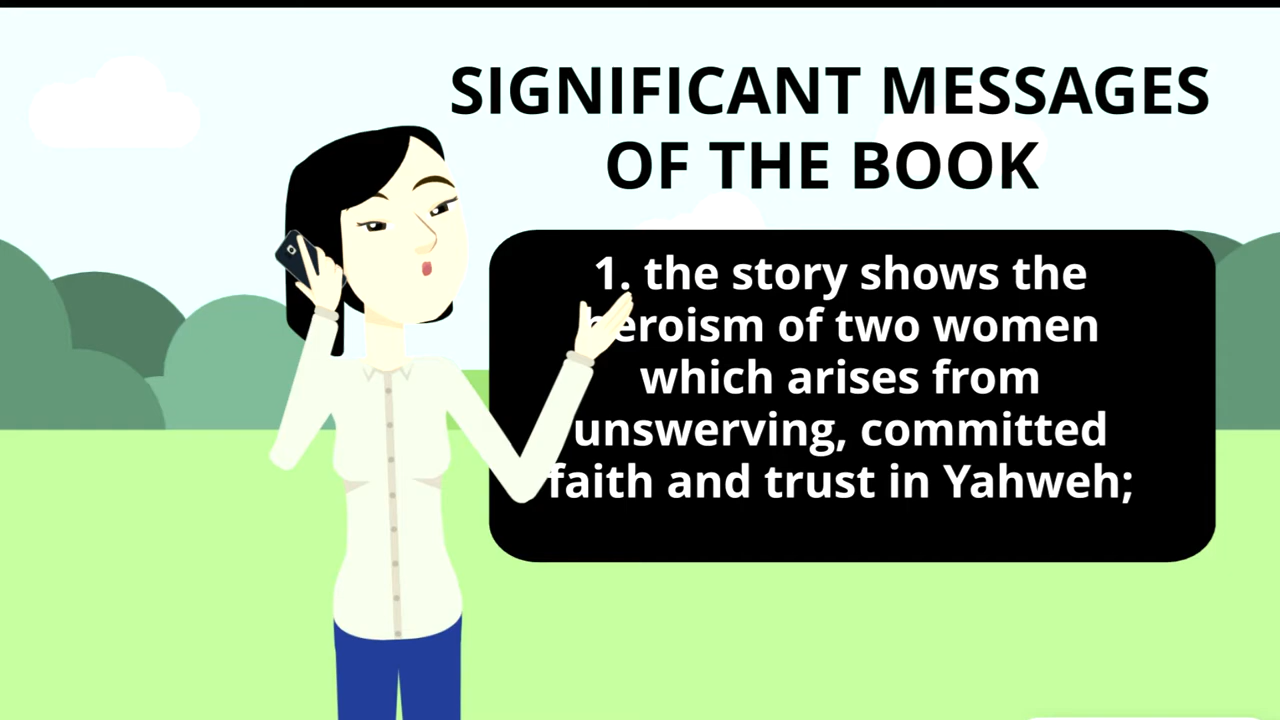 SIGNIFICANT MESSAGES
OF THE BOOK
1. the story shows the
heroism of two women
which arises from
unswerving, committed
faith and trust in Yahweh;